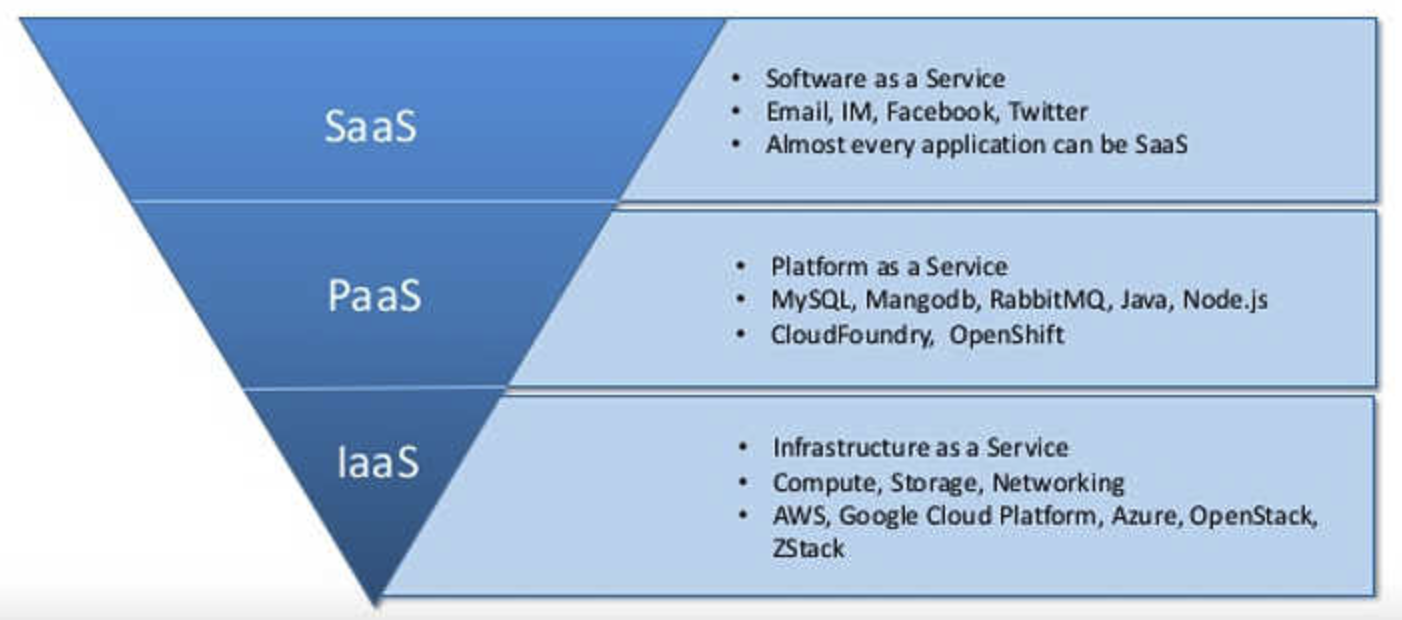 SaaS
• Software as a Service
• Email, IM, Facebook, Twitter
• Almost every application can be SaaS
PaaS
• Platform as a Service
• MySQL, Mangodb, RabbitMQ, Java, Node.js
• CloudFoundry, OpenShift
IaaS
• Infrastructure as a Service
• Compute, Storage, Networking
• AWS, Google Cloud Platform, Azure, OpenStack,
ZStack